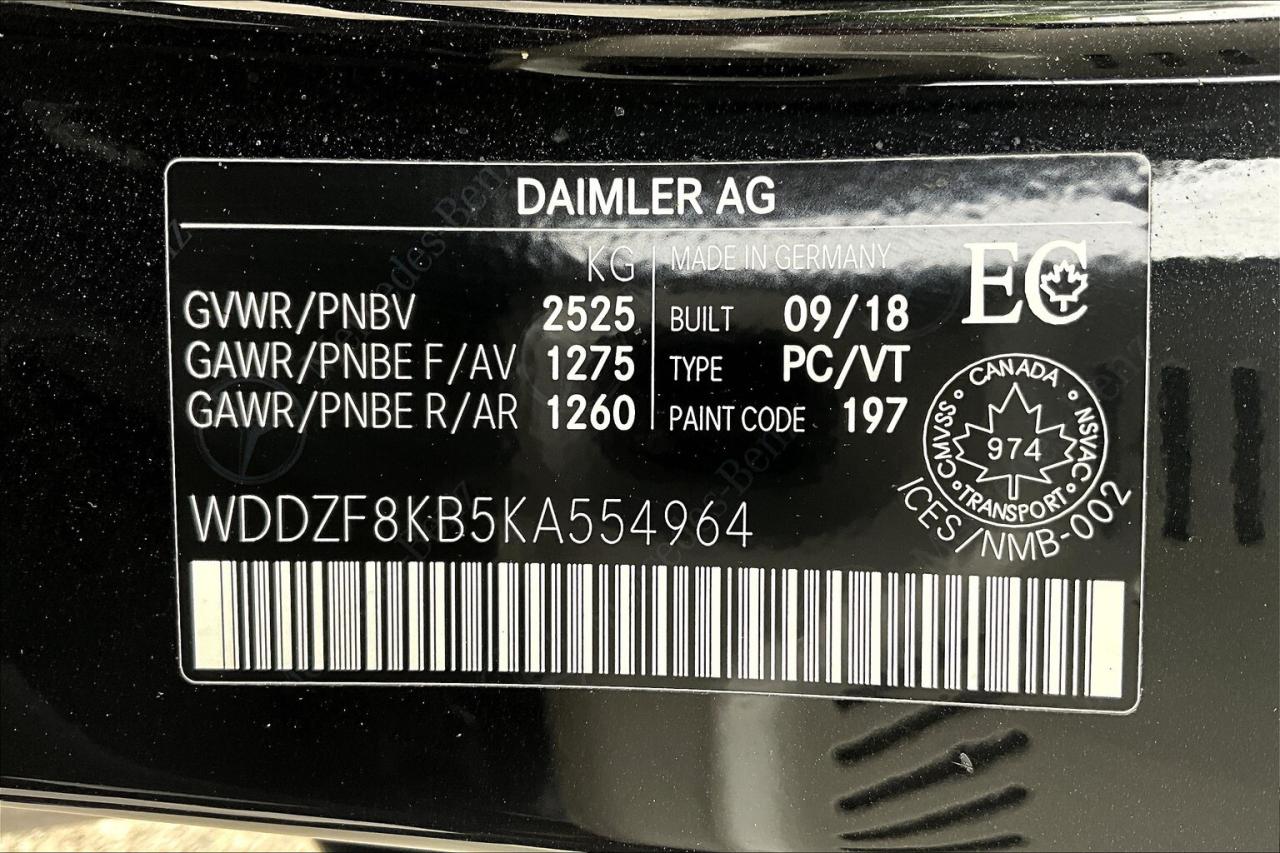 DAIMLER AG
KG
GVWR/PNBV 2525
GAWR/PNBE F/AV 1275
GAWR/PNBE R/AR 1260
MADE IN GERMANY
BUILT 09/18
TYPE PC/VT
PAINT CODE 197
EC
CANADA
CMVSS · NSVAC
974
TRANSPORT
ICES/NMB-002
WDDZF8KB5KA554964